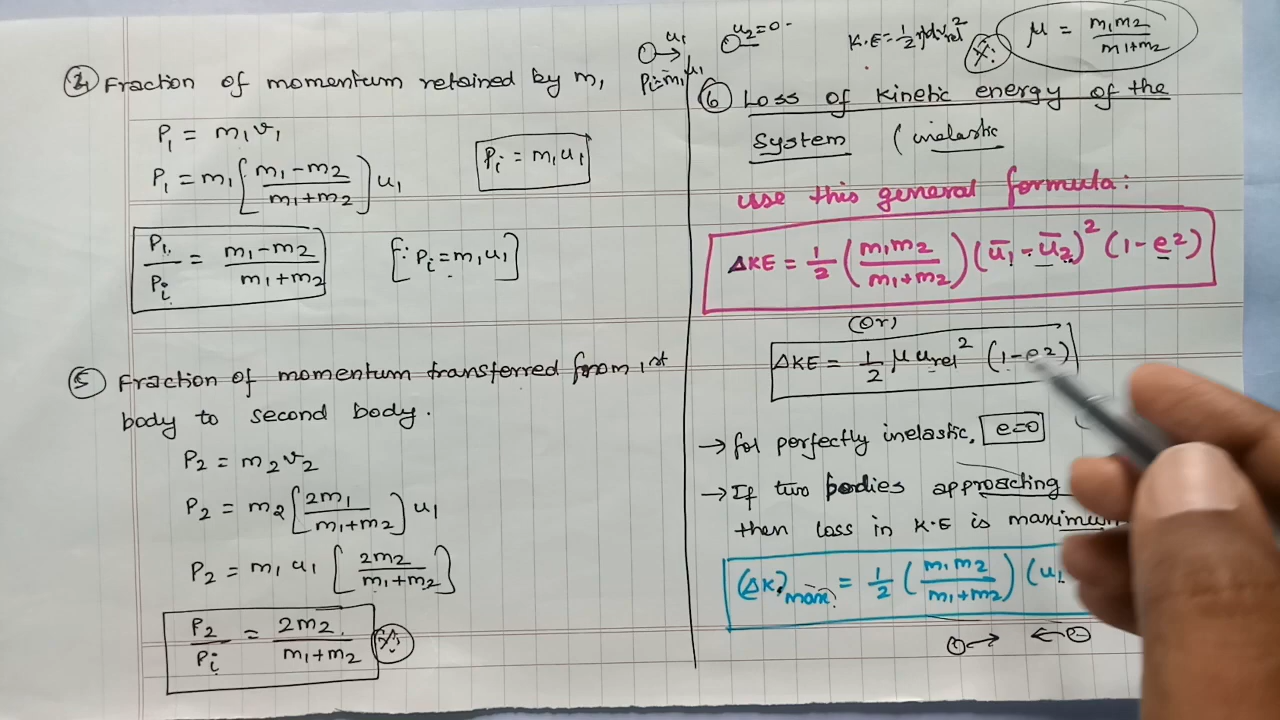 ④ Fraction of momentum retained by m₁
P₁ = m₁v₁
P₁ = m₁[(m₁-m₂)/(m₁+m₂)]u₁
Pᵢ = m₁u₁
P₁/Pᵢ = (m₁-m₂)/(m₁+m₂)
[∵ Pᵢ = m₁u₁]
⑤ Fraction of momentum transferred from 1st
body to second body.
P₂ = m₂v₂
P₂ = m₂[2m₁/(m₁+m₂)]u₁
P₂ = m₁u₁[2m₂/(m₁+m₂)]
P₂/Pᵢ = 2m₂/(m₁+m₂)
u₁
u₂=0
Pᵢ=m₁u₁
K.E=½μv²rel
μ = m₁m₂/(m₁+m₂)
⑥ Loss of kinetic energy of the
System (inelastic
use this general formula:
ΔKE = ½(m₁m₂/(m₁+m₂))(ū₁-ū₂)²(1-e²)
(or)
ΔKE = ½ μ u²rel (1-e²)
→ for perfectly inelastic, e=0
→ If two bodies approaching
then loss in K.E is maximum
(ΔK)max = ½(m₁m₂/(m₁+m₂))(u₁
① → ← ②